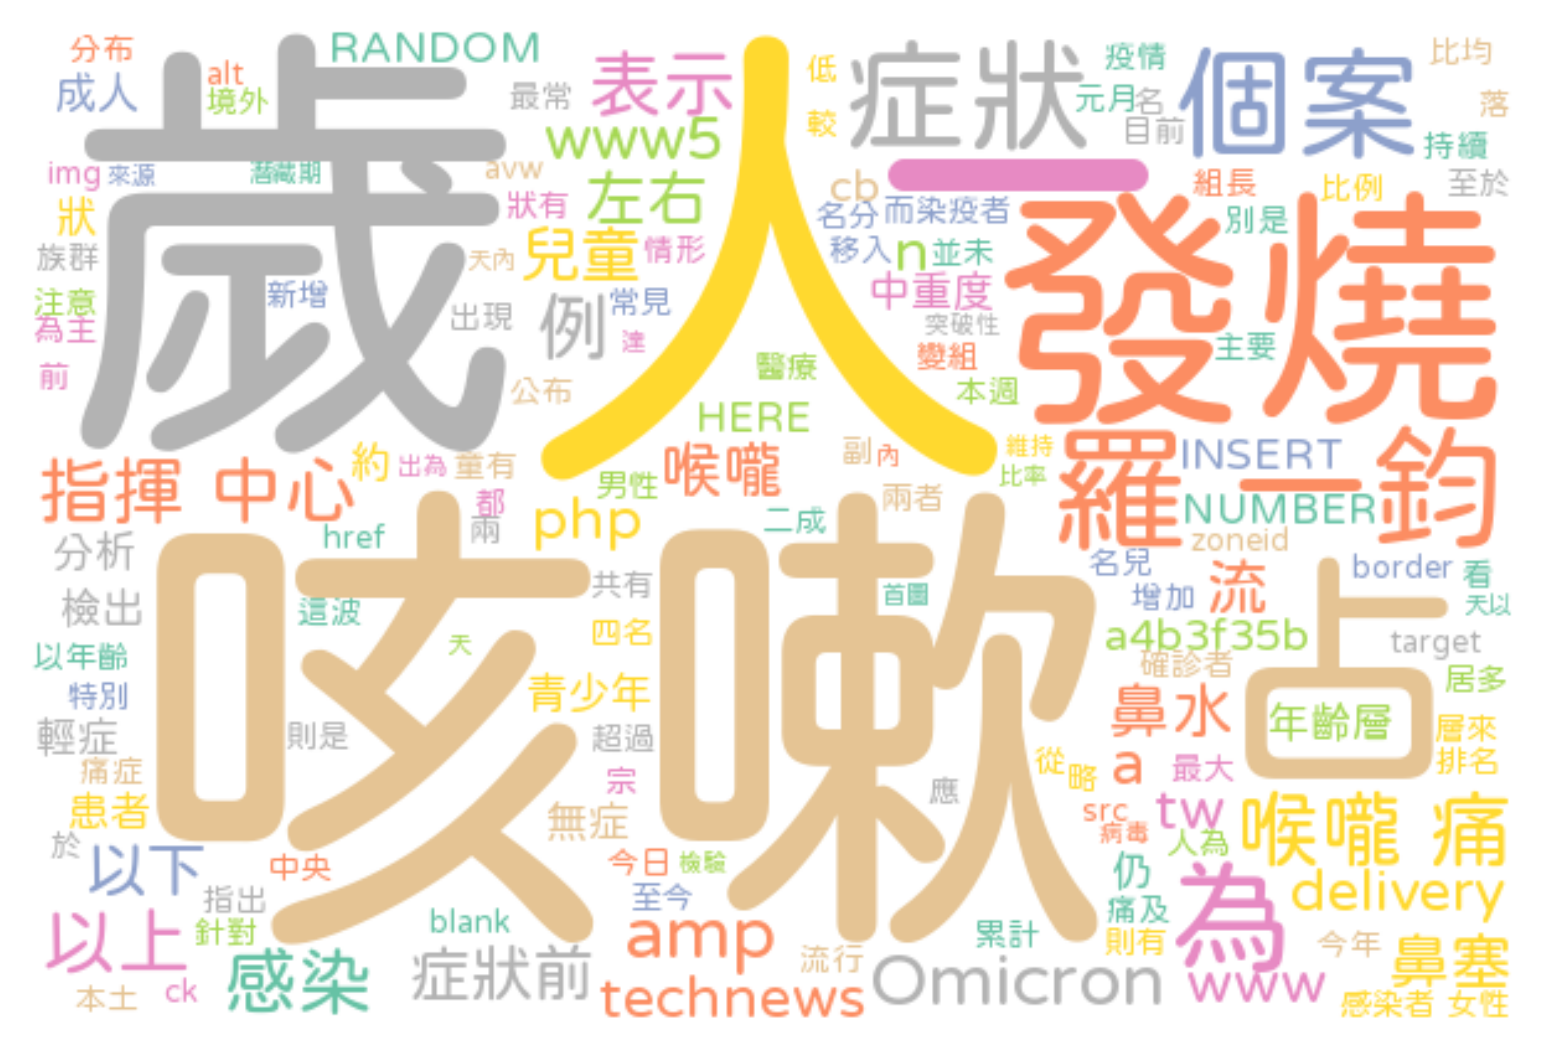 分布
RANDOM
歲
人
低
症狀
疫情
個案
比均
成人
alt
境外
最常
表示
較
元月
名
目前
落
www5
持續
img
來源
潛藏期
avw
左右
cb
一
組長
比例
至於
狀
狀有
兒童
情形
名分
而染疫者
發燒
別是
族群
天內
移入
n
並未
注意
為主
新增
出現
例
常見
中重度
突破性
主要
前
達
變組
公布
醫療
本週
HERE
指揮 中心
約
出為
童有
喉嚨
副
內
維持
比率
羅一鈞
INSERT
都
男性
兩者
NUMBER
分析
href
兩
php
二成
zoneid
咳嗽
名兒
占
border
看
檢出
這波
共有
首圖
增加
流
天以
以年齡
天
四名
a4b3f35b
target
確診者
特別
青少年
鼻水
年齡層
居多
輕症
則是
超過
層來
痛症
宗
從
略
a
最大
排名
患者
無症
應
src
tw
喉嚨 痛
病毒
人為
於
以下
中央
今日
檢驗
仍
為
delivery
指出
至今
痛及
以上
針對
blank
amp
累計
則有
今年
鼻塞
感染
症狀前
流行
Omicron
www
本土
ck
technews
感染者
女性